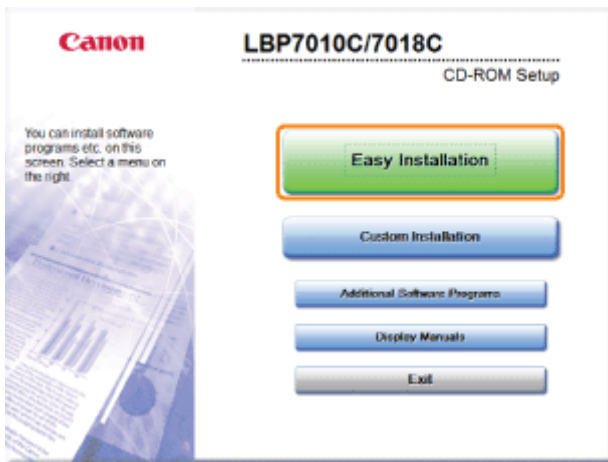 Canon
LBP7010C/7018C
CD-ROM Setup
You can install software
programs etc. on this
screen. Select a menu on
the right.
Easy Installation
Custom Installation
Additional Software Programs
Display Manuals
Exit